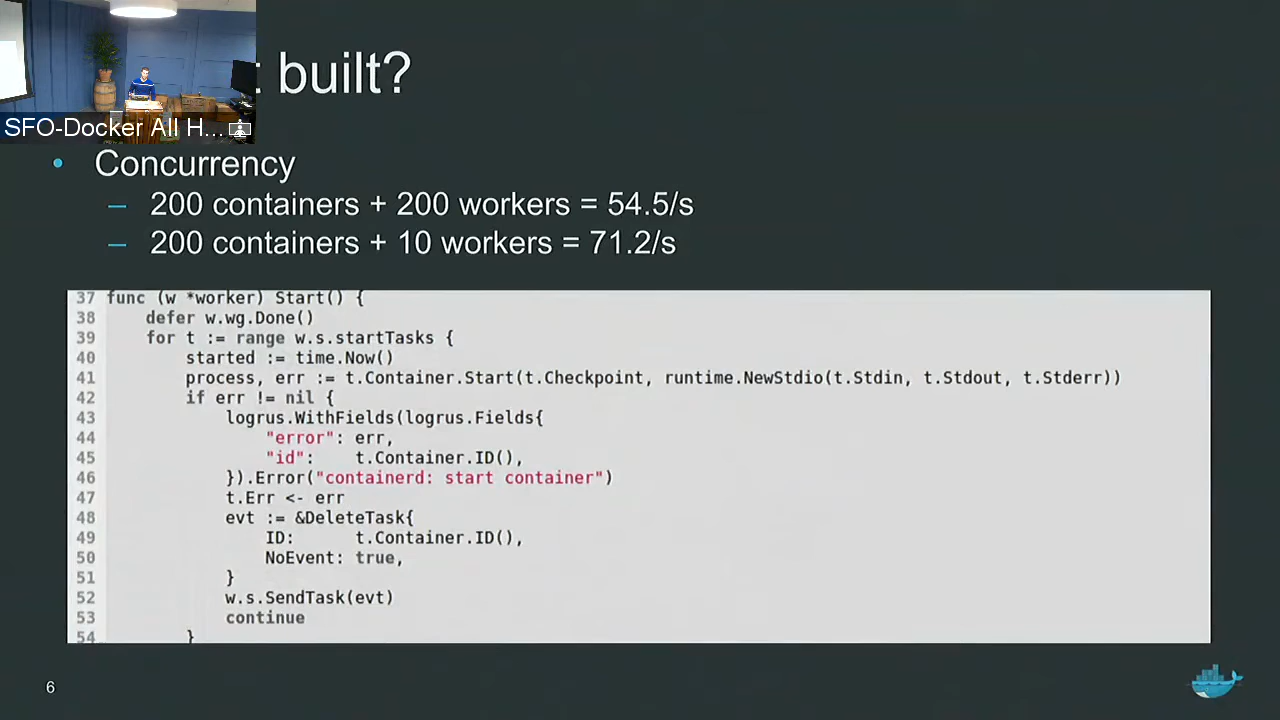 built?
SFO-Docker All H...
• Concurrency
– 200 containers + 200 workers = 54.5/s
– 200 containers + 10 workers = 71.2/s
37 func (w *worker) Start() {
38     defer w.wg.Done()
39     for t := range w.s.startTasks {
40         started := time.Now()
41         process, err := t.Container.Start(t.Checkpoint, runtime.NewStdio(t.Stdin, t.Stdout, t.Stderr))
42         if err != nil {
43             logrus.WithFields(logrus.Fields{
44                 "error": err,
45                 "id":    t.Container.ID(),
46             }).Error("containerd: start container")
47             t.Err <- err
48             evt := &DeleteTask{
49                 ID:      t.Container.ID(),
50                 NoEvent: true,
51             }
52             w.s.SendTask(evt)
53             continue
54         }
6